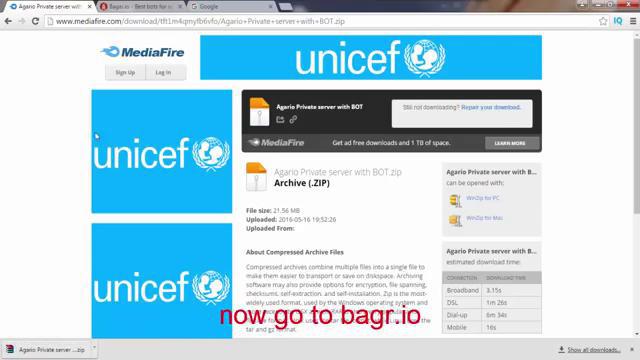 Agario Private server with
Bagar.io - Best bots for
Google
www.mediafire.com/download/tft1m4qmyfb6vfo/Agario+Private+server+with+BOT.zip
MediaFire
Sign Up
Log In
unicef
Agario Private server with BOT
Still not downloading? Repair your download.
MediaFire
Get ad free downloads and 1 TB of space.
LEARN MORE
unicef
Agario Private server with BOT.zip
Archive (.ZIP)
File size: 21.56 MB
Uploaded: 2016-05-16 19:52:26
Uploaded From:
Agario Private server with B...
can be opened with:
WinZip for PC
WinZip for Mac
About Compressed Archive Files
Compressed archives combine multiple files into a single file to
make them easier to transport or save on diskspace. Archiving
software may also provide options for encryption, file spanning,
checksums, self-extraction, and self-installation. Zip is the most-
widely used format, used by the Windows operating system and
tar and gz format.
unicef
Agario Private server with B...
estimated download time:
CONNECTION
DOWNLOAD TIME
Broadband
3.15s
DSL
1m 26s
Dial-up
6m 34s
Mobile
16s
now go to bagr.io
Agario Private serv....zip
Show all downloads...